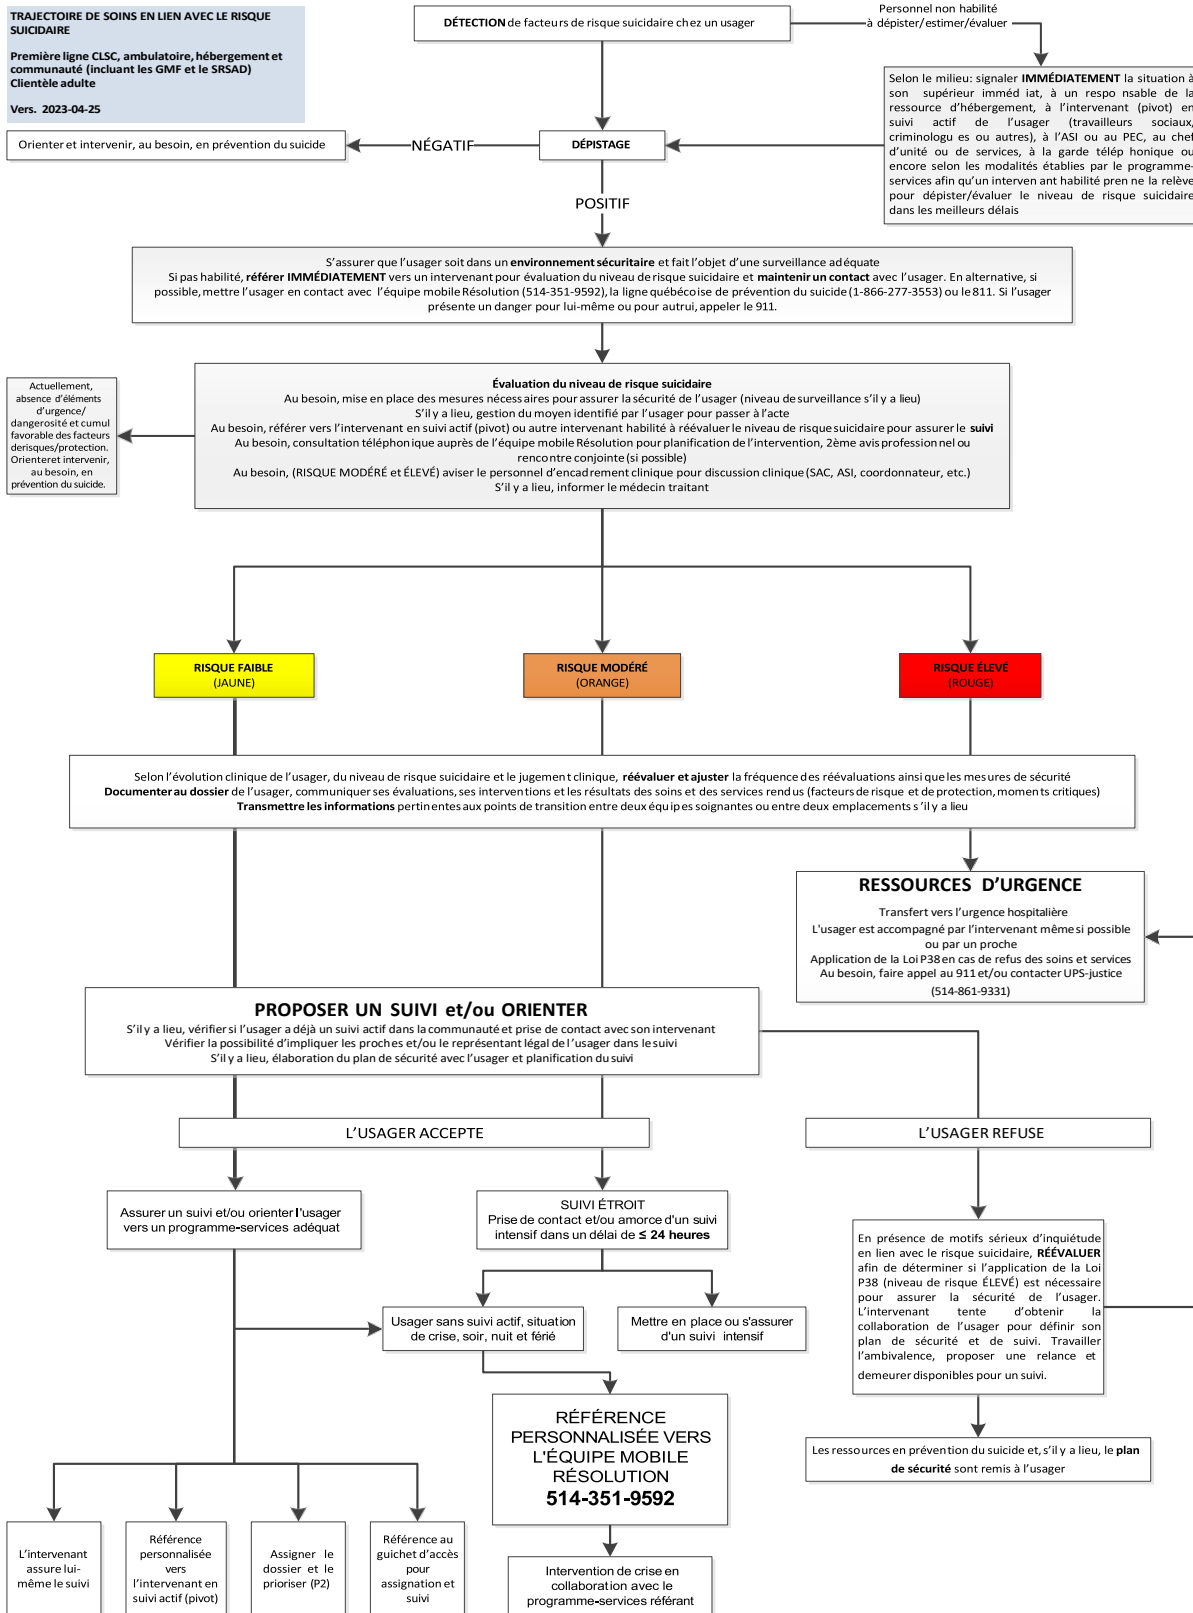 TRAJECTOIRE DE SOINS EN LIEN AVEC LE RISQUE
SUICIDAIRE
Première ligne CLSC, ambulatoire, hébergement et
communauté (incluant les GMF et le SRSAD)
Clientèle adulte
Vers. 2023-04-25
DÉTECTION de facteurs de risque suicidaire chez un usager
Personnel non habilité
à dépister/estimer/évaluer
Selon le milieu: signaler IMMÉDIATEMENT la situation à
son supérieur imméd iat, à un respo nsable de la
ressource d'hébergement, à l'intervenant (pivot) en
suivi actif de l'usager (travailleurs sociaux,
criminologu es ou autres), à l'ASI ou au PEC, au chef
d'unité ou de services, à la garde télép honique ou
encore selon les modalités établies par le programme-
services afin qu'un interven ant habilité pren ne la relève
pour dépister/évaluer le niveau de risque suicidaire
dans les meilleurs délais
Orienter et intervenir, au besoin, en prévention du suicide
NÉGATIF
DÉPISTAGE
POSITIF
S'assurer que l'usager soit dans un environnement sécuritaire et fait l'objet d'une surveillance adéquate
Si pas habilité, référer IMMÉDIATEMENT vers un intervenant pour évaluation du niveau de risque suicidaire et maintenir un contact avec l'usager. En alternative, si
possible, mettre l'usager en contact avec l'équipe mobile Résolution (514-351-9592), la ligne québécoise de prévention du suicide (1-866-277-3553) ou le 811. Si l'usager
présente un danger pour lui-même ou pour autrui, appeler le 911.
Actuellement,
absence d'éléments
d'urgence/
dangerosité et cumul
favorable des facteurs
derisques/protection.
Orienter et intervenir,
au besoin, en
prévention du suicide.
Évaluation du niveau de risque suicidaire
Au besoin, mise en place des mesures nécessaires pour assurer la sécurité de l'usager (niveau de surveillance s'il y a lieu)
S'il y a lieu, gestion du moyen identifié par l'usager pour passer à l'acte
Au besoin, référer vers l'intervenant en suivi actif (pivot) ou autre intervenant habilité à réévaluer le niveau de risque suicidaire pour assurer le suivi
Au besoin, consultation téléphonique auprès de l'équipe mobile Résolution pour planification de l'intervention, 2ème avis profession nel ou
rencontre conjointe (si possible)
Au besoin, (RISQUE MODÉRÉ et ÉLEVÉ) aviser le personnel d'encadrement clinique pour discussion clinique (SAC, ASI, coordonnateur, etc.)
S'il y a lieu, informer le médecin traitant
RISQUE FAIBLE
(JAUNE)
RISQUE MODÉRÉ
(ORANGE)
RISQUE ÉLEVÉ
(ROUGE)
Selon l'évolution clinique de l'usager, du niveau de risque suicidaire et le jugement clinique, réévaluer et ajuster la fréquence des réévaluations ainsi que les mesures de sécurité
Documenter au dossier de l'usager, communiquer ses évaluations, ses interventions et les résultats des soins et des services rendus (facteurs de risque et de protection, moments critiques)
Transmettre les informations pertinentes aux points de transition entre deux équipes soignantes ou entre deux emplacements s'il y a lieu
RESSOURCES D'URGENCE
Transfert vers l'urgence hospitalière
L'usager est accompagné par l'intervenant même si possible
ou par un proche
Application de la Loi P38 en cas de refus des soins et services
Au besoin, faire appel au 911 et/ou contacter UPS-justice
(514-861-9331)
PROPOSER UN SUIVI et/ou ORIENTER
S'il y a lieu, vérifier si l'usager a déjà un suivi actif dans la communauté et prise de contact avec son intervenant
Vérifier la possibilité d'impliquer les proches et/ou le représentant légal de l'usager dans le suivi
S'il y a lieu, élaboration du plan de sécurité avec l'usager et planification du suivi
L'USAGER ACCEPTE
L'USAGER REFUSE
Assurer un suivi et/ou orienter l'usager
vers un programme-services adéquat
SUIVI ÉTROIT
Prise de contact et/ou amorce d'un suivi
intensif dans un délai de ≤ 24 heures
En présence de motifs sérieux d'inquiétude
en lien avec le risque suicidaire, RÉÉVALUER
afin de déterminer si l'application de la Loi
P38 (niveau de risque ÉLEVÉ) est nécessaire
pour assurer la sécurité de l'usager.
L'intervenant tente d'obtenir la
collaboration de l'usager pour définir son
plan de sécurité et de suivi. Travailler
l'ambivalence, proposer une relance et
demeurer disponibles pour un suivi.
Usager sans suivi actif, situation
de crise, soir, nuit et férié
Mettre en place ou s'assurer
d'un suivi intensif
RÉFÉRENCE
PERSONNALISÉE VERS
L'ÉQUIPE MOBILE
RÉSOLUTION
514-351-9592
Les ressources en prévention du suicide et, s'il y a lieu, le plan
de sécurité sont remis à l'usager
L'intervenant
assure lui-
même le suivi
Référence
personnalisée
vers
l'intervenant en
suivi actif (pivot)
Assigner le
dossier et le
prioriser (P2)
Référence au
guichet d'accès
pour
assignation et
suivi
Intervention de crise en
collaboration avec le
programme-services référant